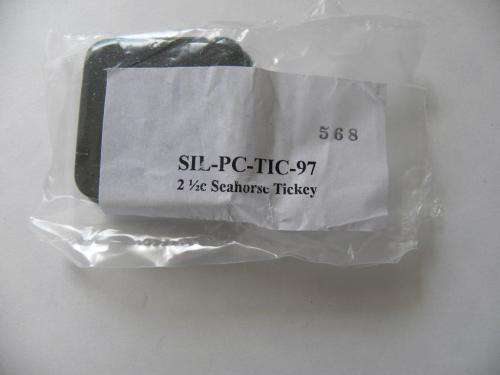 568
SIL-PC-TIC-97
2 ½c Seahorse Tickey